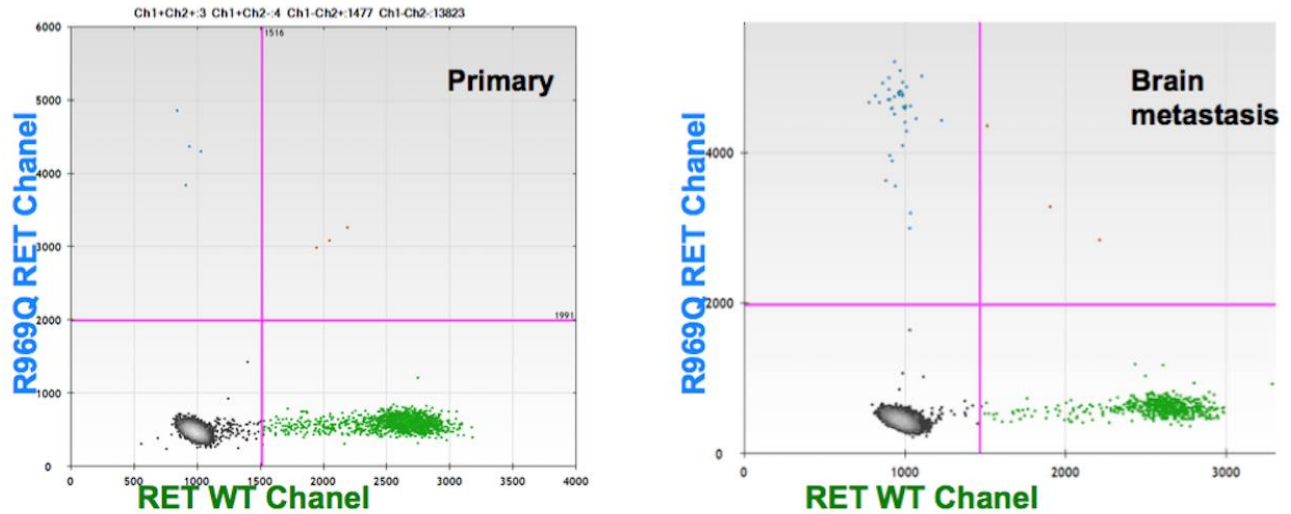 Ch1+Ch2+:3 Ch1+Ch2-:4 Ch1-Ch2+:1477 Ch1-Ch2-:13823
6000
5000
4000
3000
2000
1000
0
1516
1991
Primary
R969Q RET Chanel
0 500 1000 1500 2000 2500 3000 3500 4000
RET WT Chanel
4000
2000
0
Brain
metastasis
R969Q RET Chanel
0 1000 2000 3000
RET WT Chanel